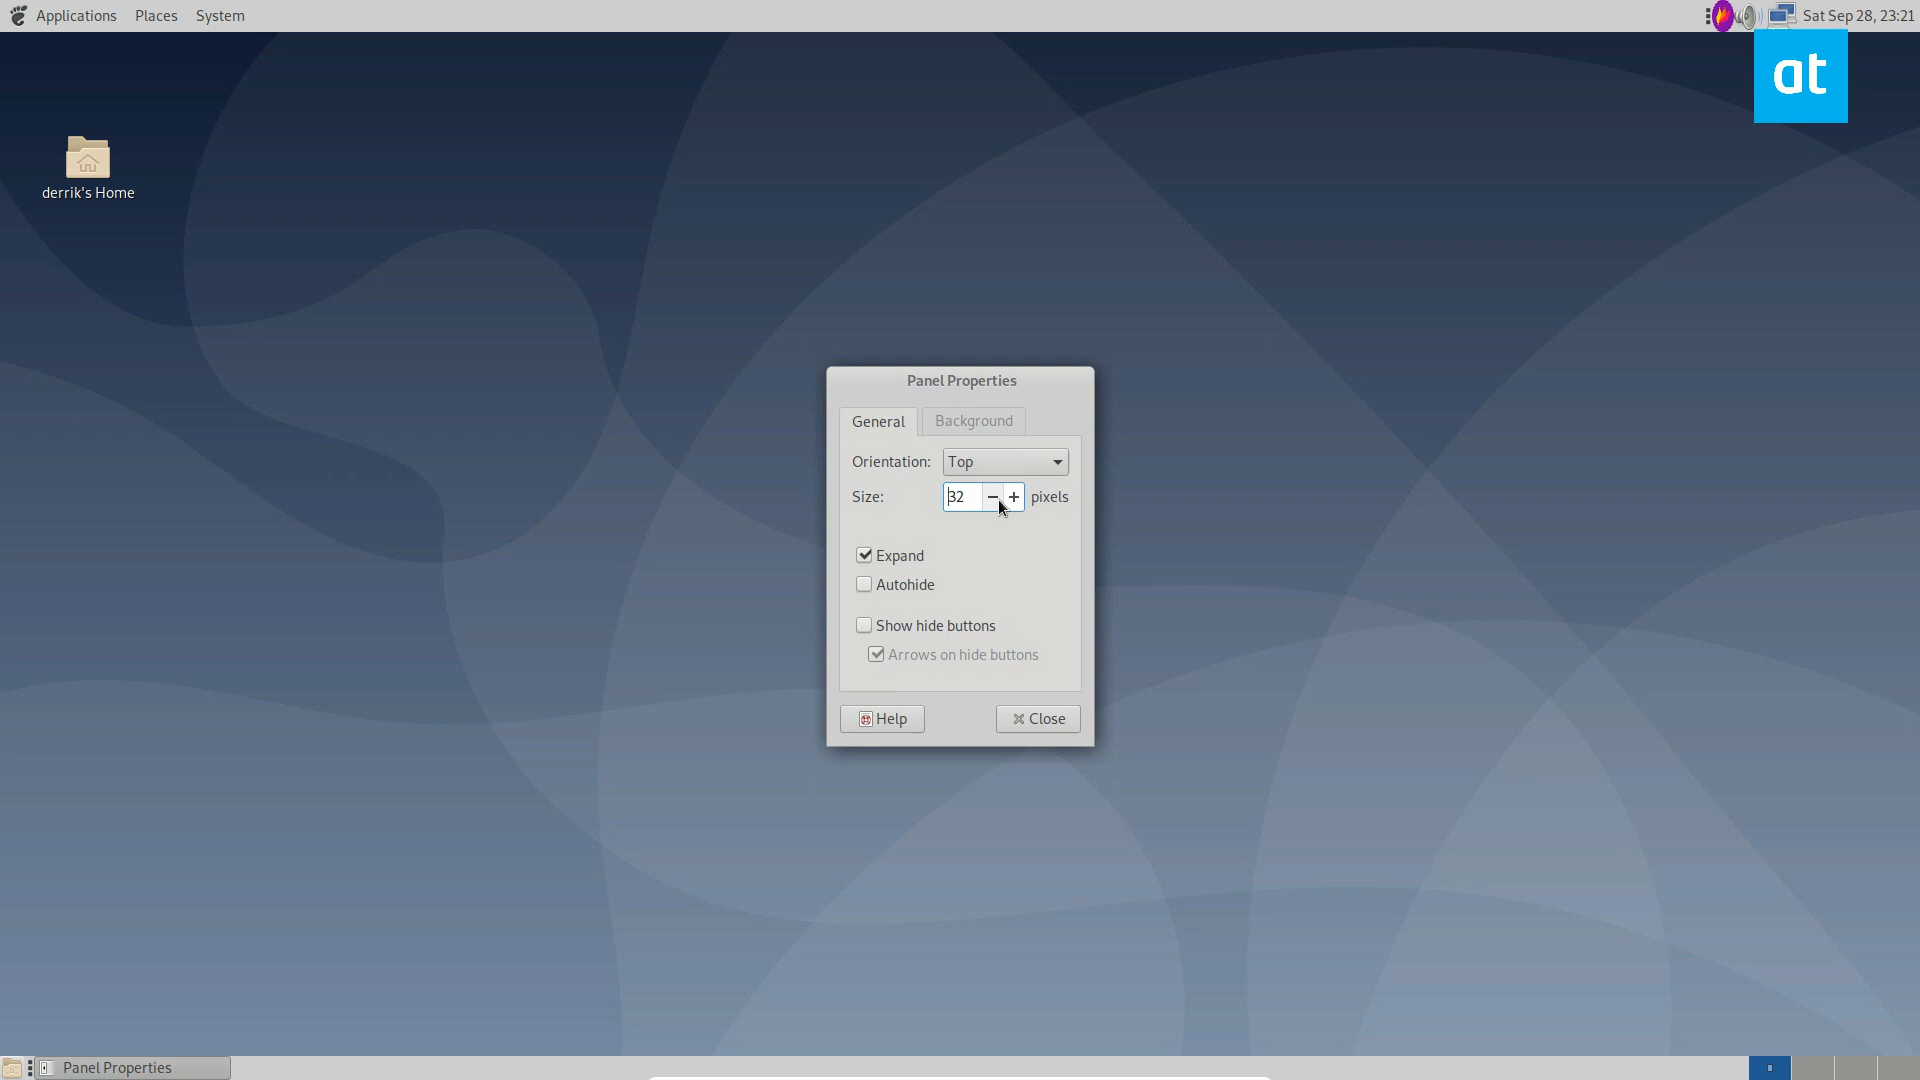 Applications Places System Sat Sep 28, 23:21
at
derrik's Home
Panel Properties
General Background
Orientation: Top
Size: 32 pixels
Expand
Autohide
Show hide buttons
Arrows on hide buttons
Help Close
Panel Properties